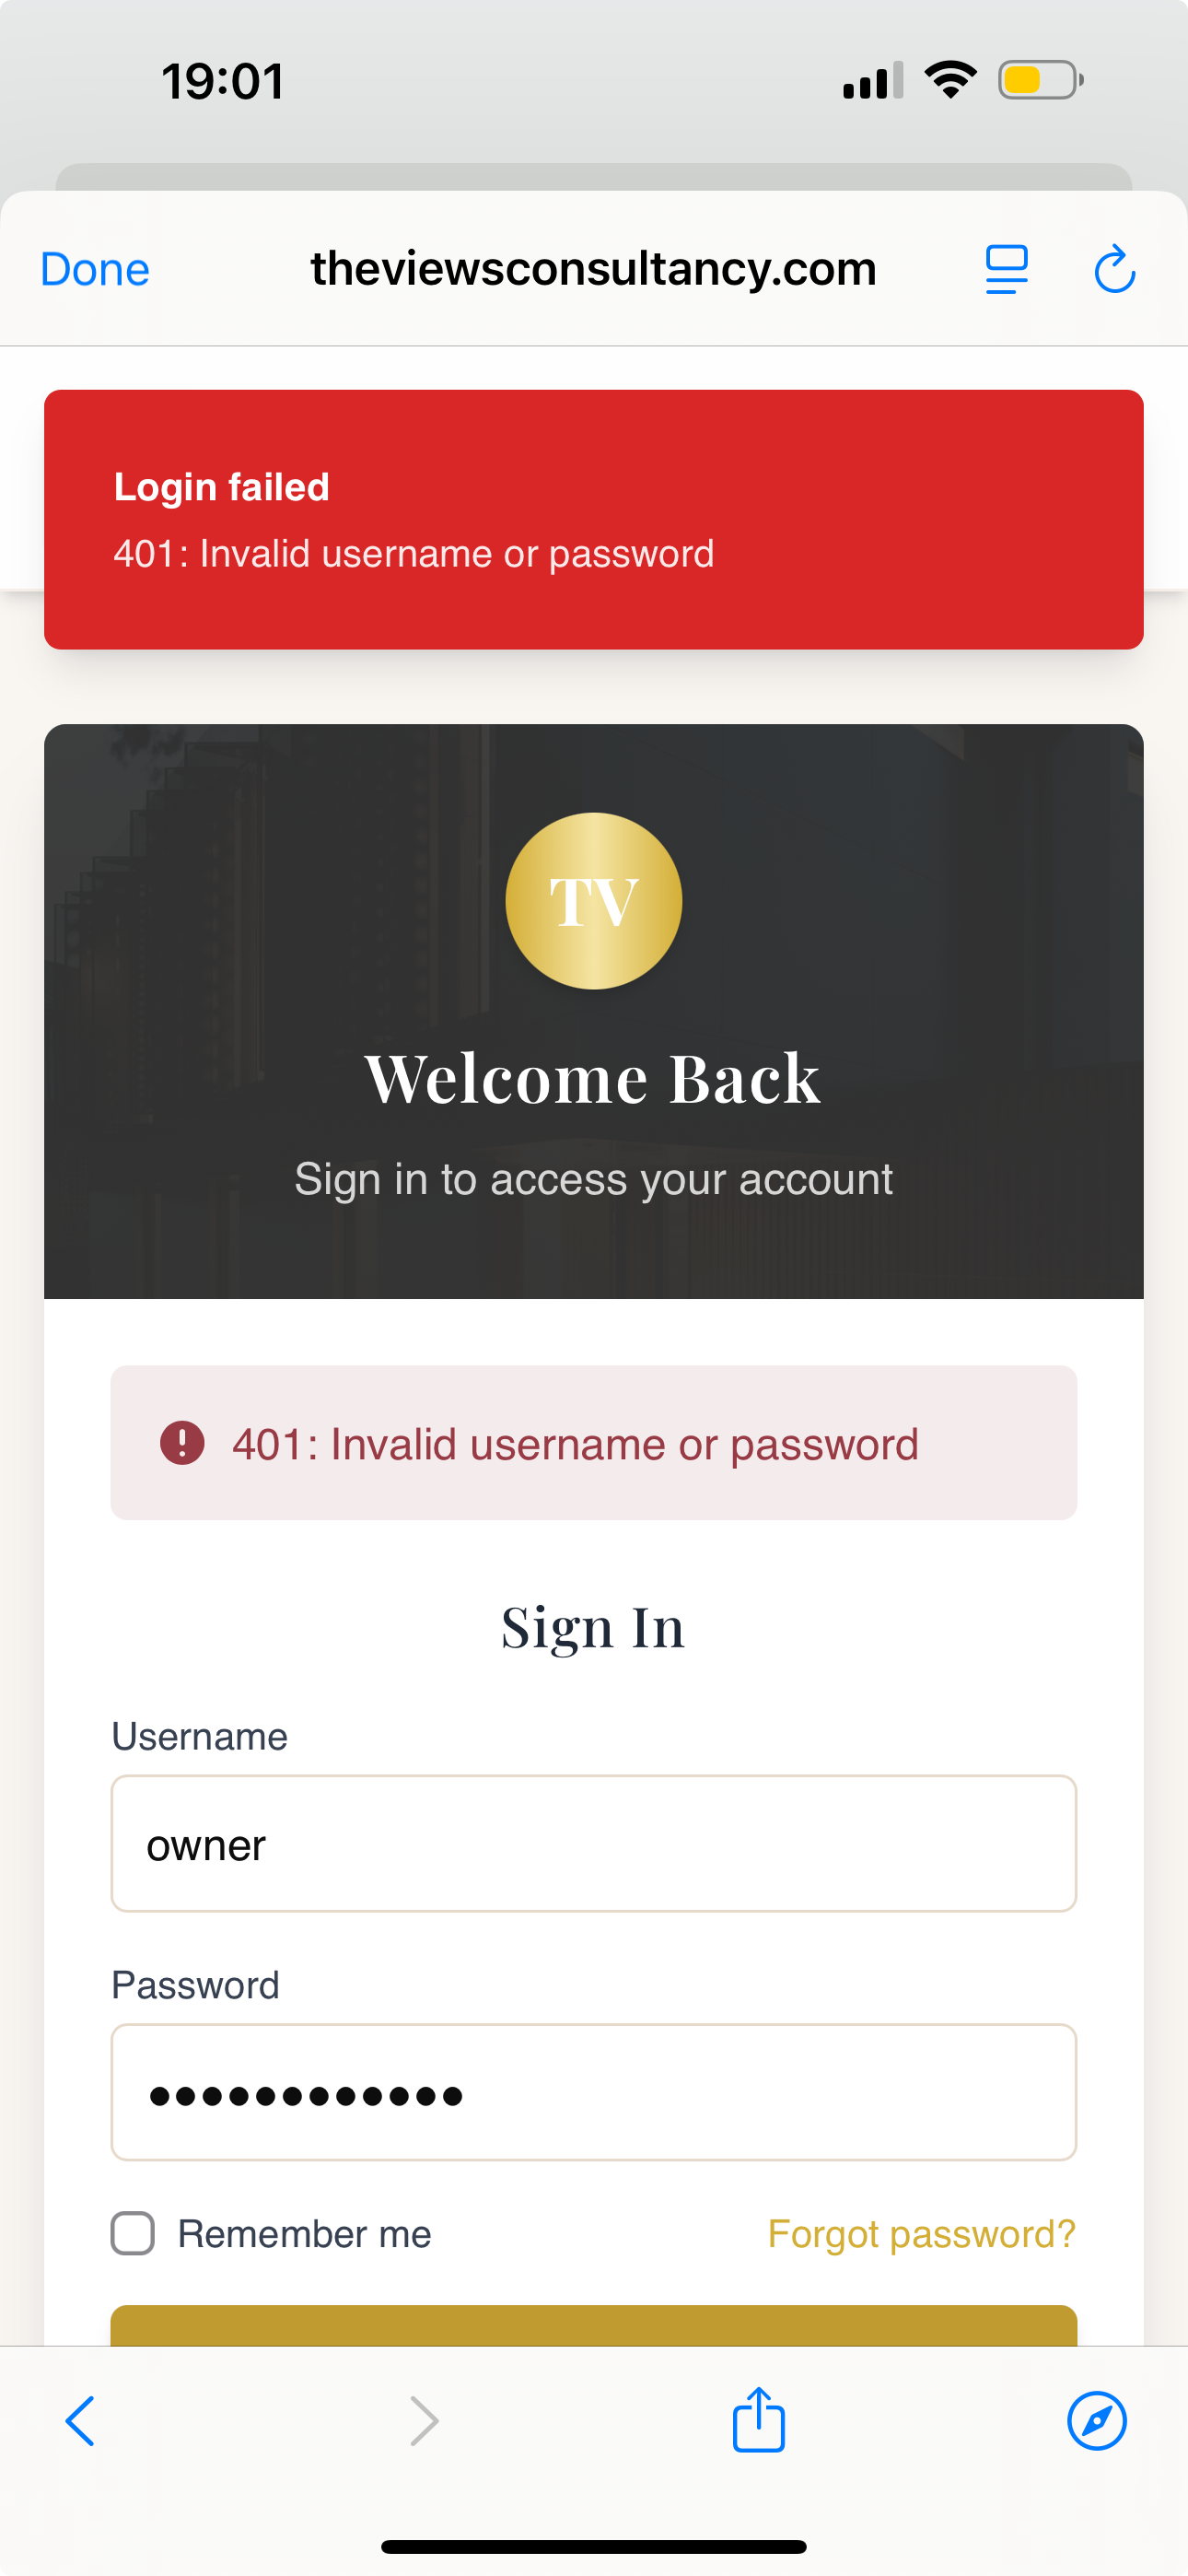 19:01
Done
theviewsconsultancy.com
Login failed
401: Invalid username or password
TV
Welcome Back
Sign in to access your account
401: Invalid username or password
Sign In
Username
owner
Password
●●●●●●●●●●●●
Remember me
Forgot password?